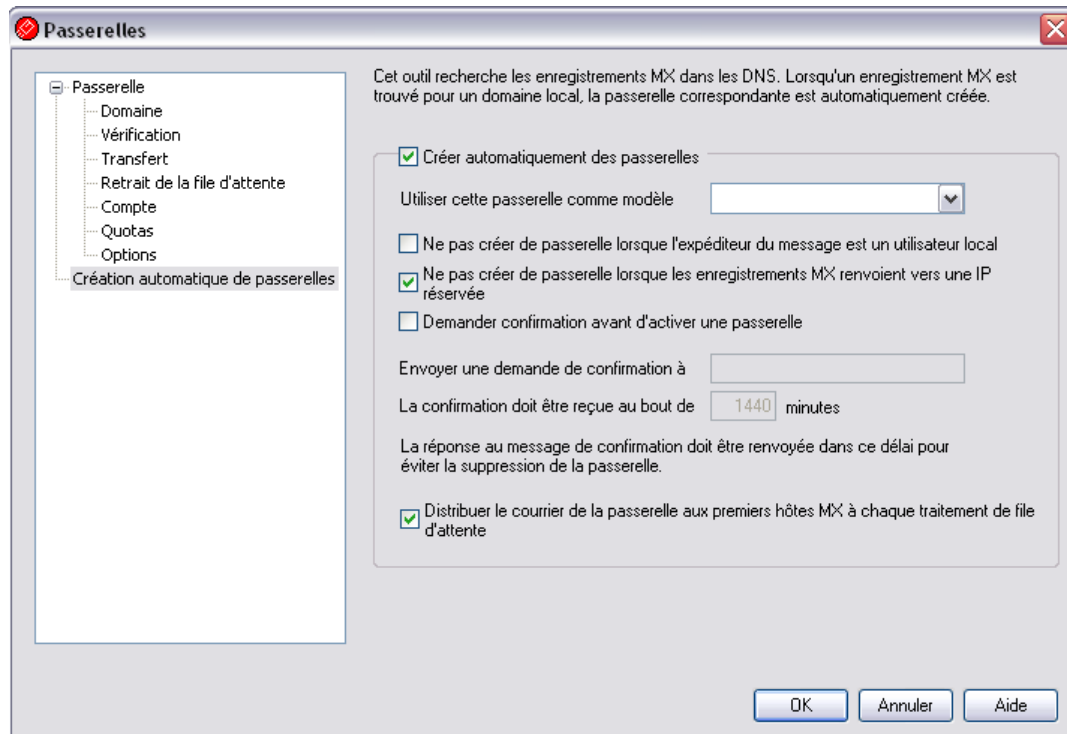 Passerelles
Passerelle
Domaine
Vérification
Transfert
Retrait de la file d'attente
Compte
Quotas
Options
Création automatique de passerelles
Cet outil recherche les enregistrements MX dans les DNS. Lorsqu'un enregistrement MX est
trouvé pour un domaine local, la passerelle correspondante est automatiquement créée.
Créer automatiquement des passerelles
Utiliser cette passerelle comme modèle
Ne pas créer de passerelle lorsque l'expéditeur du message est un utilisateur local
Ne pas créer de passerelle lorsque les enregistrements MX renvoient vers une IP
réservée
Demander confirmation avant d'activer une passerelle
Envoyer une demande de confirmation à
La confirmation doit être reçue au bout de 1440 minutes
La réponse au message de confirmation doit être renvoyée dans ce délai pour
éviter la suppression de la passerelle.
Distribuer le courrier de la passerelle aux premiers hôtes MX à chaque traitement de file
d'attente
OK Annuler Aide